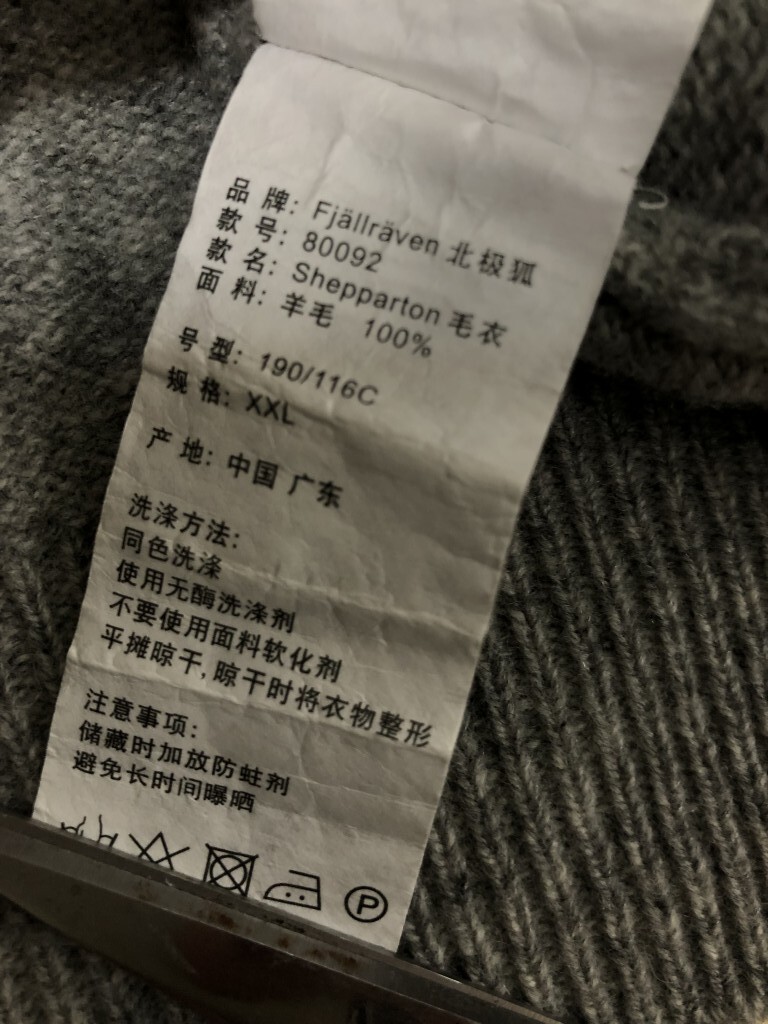 品 牌: Fjällräven 北极狐
款 号: 80092
款 名: Shepparton 毛衣
面 料: 羊毛 100%
号 型: 190/116C
规 格: XXL
产 地: 中国 广东
洗涤方法:
同色洗涤
使用无酶洗涤剂
不要使用面料软化剂
平摊晾干,晾干时将衣物整形
注意事项:
储藏时加放防蛀剂
避免长时间曝晒
P